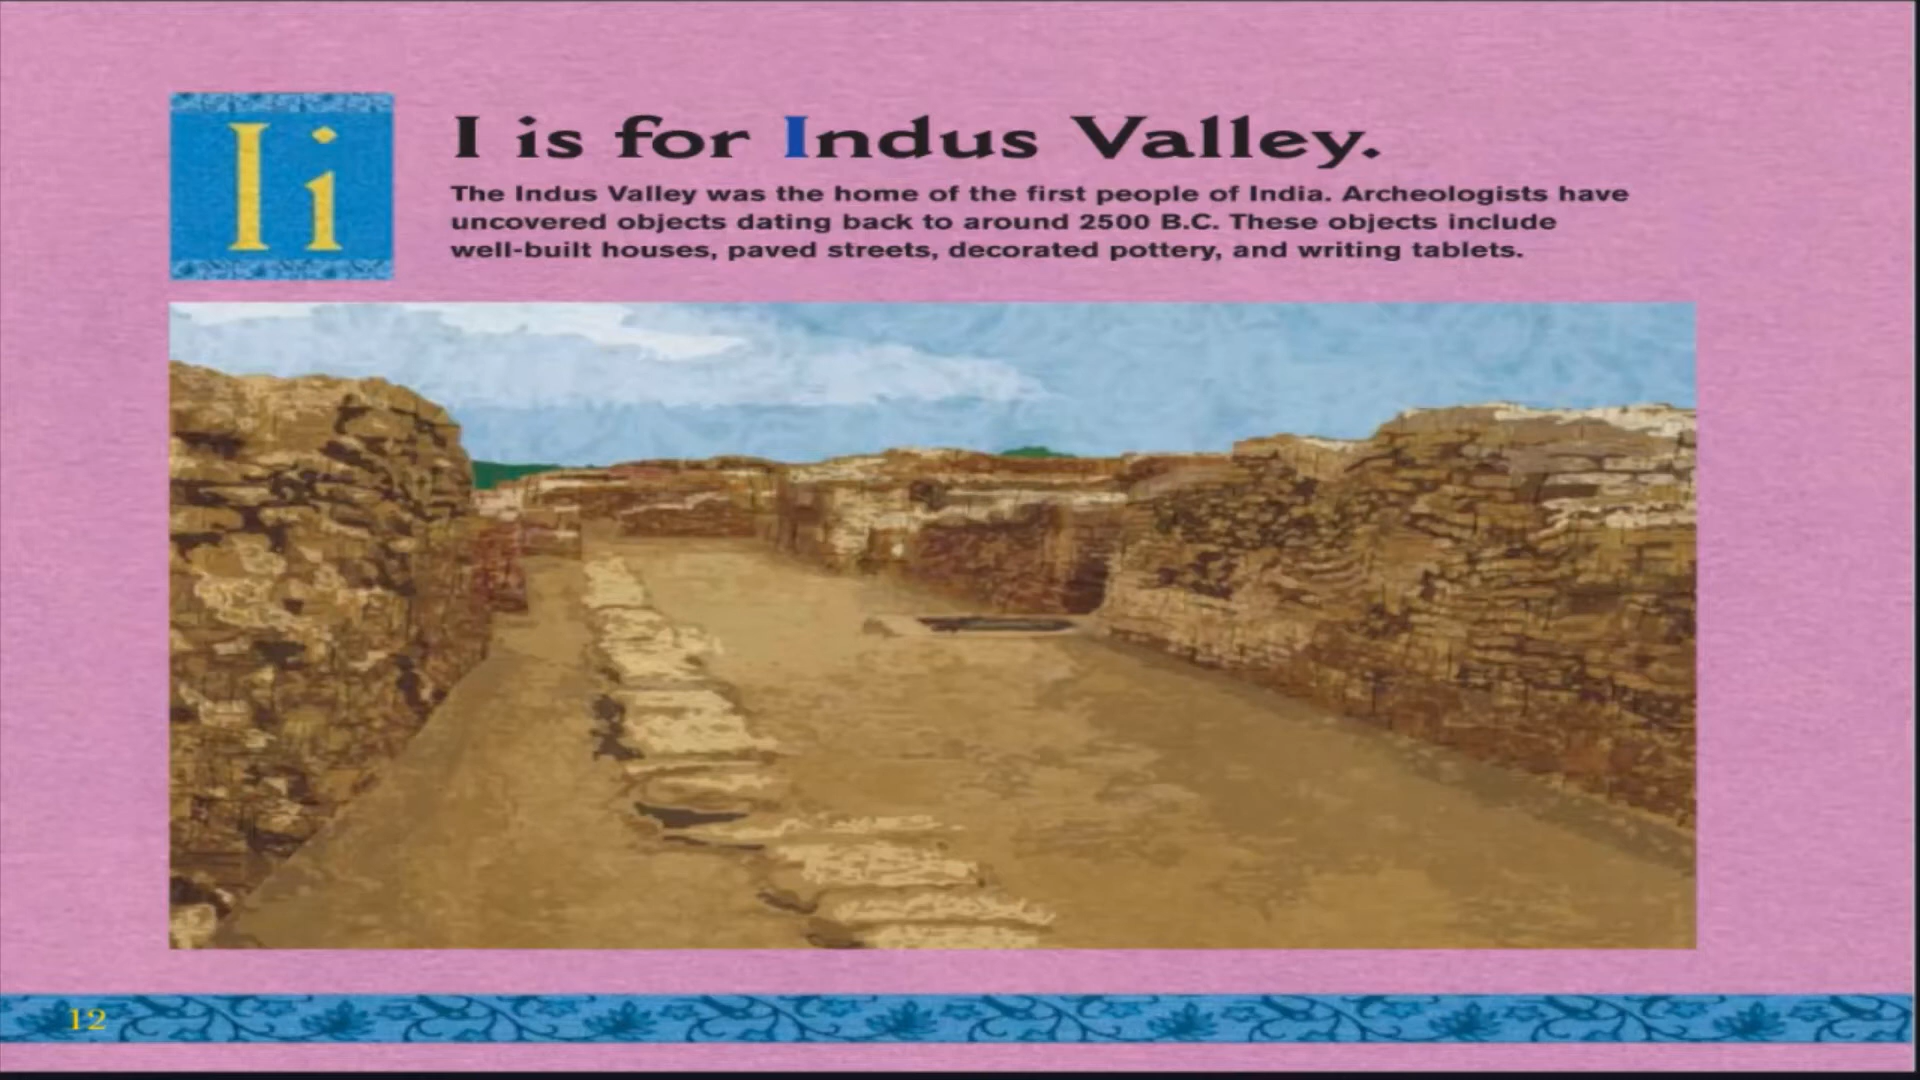 Ii
I is for Indus Valley.
The Indus Valley was the home of the first people of India. Archeologists have
uncovered objects dating back to around 2500 B.C. These objects include
well-built houses, paved streets, decorated pottery, and writing tablets.
12